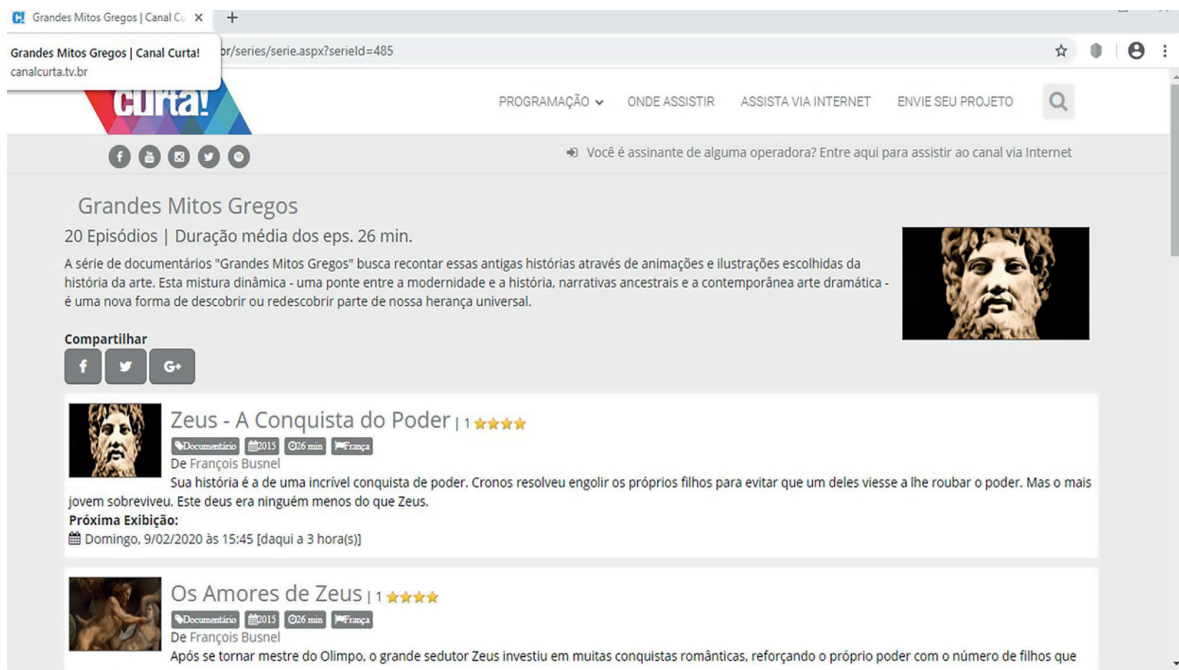 Grandes Mitos Gregos | Canal Cu
Grandes Mitos Gregos | Canal Curta!
canalcurta.tv.br
br/series/serie.aspx?serieId=485
curta!
PROGRAMAÇÃO ONDE ASSISTIR ASSISTA VIA INTERNET ENVIE SEU PROJETO
Você é assinante de alguma operadora? Entre aqui para assistir ao canal via Internet
Grandes Mitos Gregos
20 Episódios | Duração média dos eps. 26 min.
A série de documentários "Grandes Mitos Gregos" busca recontar essas antigas histórias através de animações e ilustrações escolhidas da
história da arte. Esta mistura dinâmica - uma ponte entre a modernidade e a história, narrativas ancestrais e a contemporânea arte dramática -
é uma nova forma de descobrir ou redescobrir parte de nossa herança universal.
Compartilhar
f G+
Zeus - A Conquista do Poder | 1
Documentário 2015 26 min França
De François Busnel
Sua história é a de uma incrível conquista de poder. Cronos resolveu engolir os próprios filhos para evitar que um deles viesse a lhe roubar o poder. Mas o mais
jovem sobreviveu. Este deus era ninguém menos do que Zeus.
Próxima Exibição:
Domingo, 9/02/2020 às 15:45 [daqui a 3 hora(s)]
Os Amores de Zeus | 1
Documentário 2015 26 min França
De François Busnel
Após se tornar mestre do Olimpo, o grande sedutor Zeus investiu em muitas conquistas românticas, reforçando o próprio poder com o número de filhos que